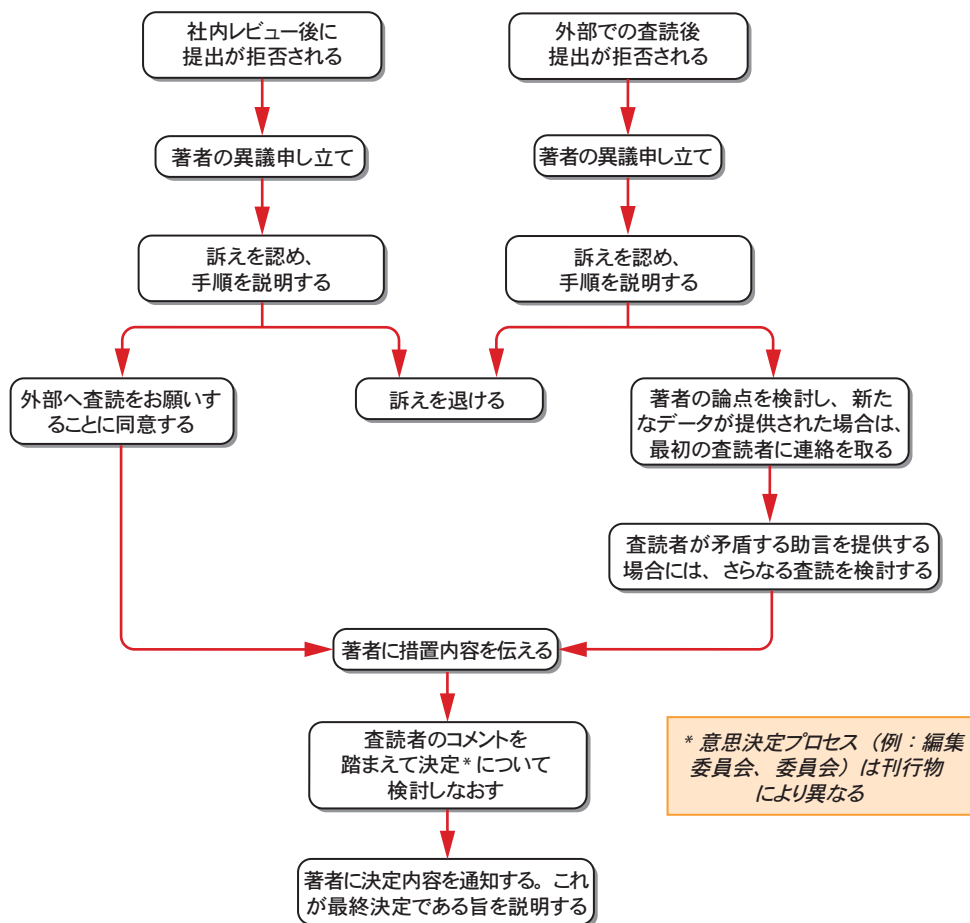 社内レビュー後に
提出が拒否される
外部での査読後
提出が拒否される
著者の異議申し立て
著者の異議申し立て
訴えを認め、
手順を説明する
訴えを認め、
手順を説明する
外部へ査読をお願いす
ることに同意する
訴えを退ける
著者の論点を検討し、新た
なデータが提供された場合は、
最初の査読者に連絡を取る
査読者が矛盾する助言を提供する
場合には、さらなる査読を検討する
著者に措置内容を伝える
査読者のコメントを
踏まえて決定*について
検討しなおす
* 意思決定プロセス（例：編集
委員会、委員会）は刊行物
により異なる
著者に決定内容を通知する。これ
が最終決定である旨を説明する